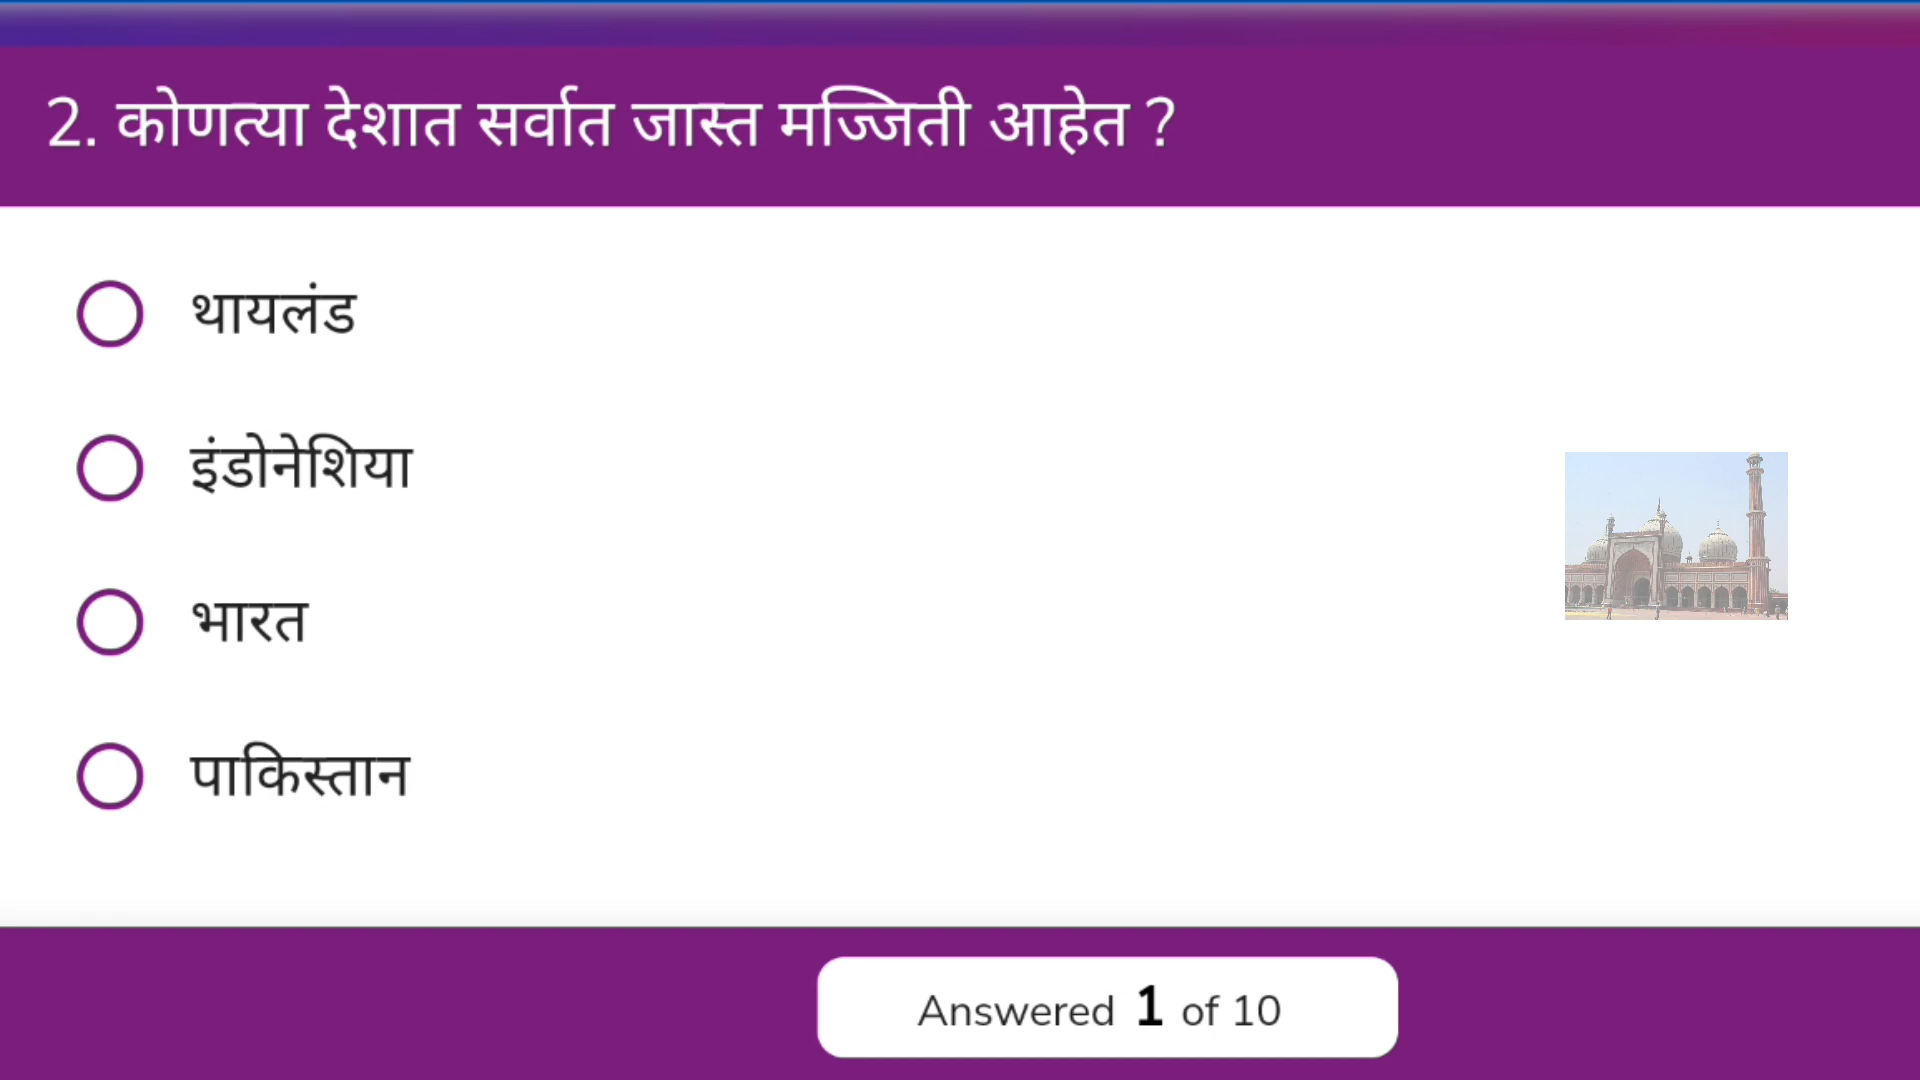 2. कोणत्या देशात सर्वात जास्त मज्जिती आहेत ?
थायलंड
इंडोनेशिया
भारत
पाकिस्तान
Answered 1 of 10